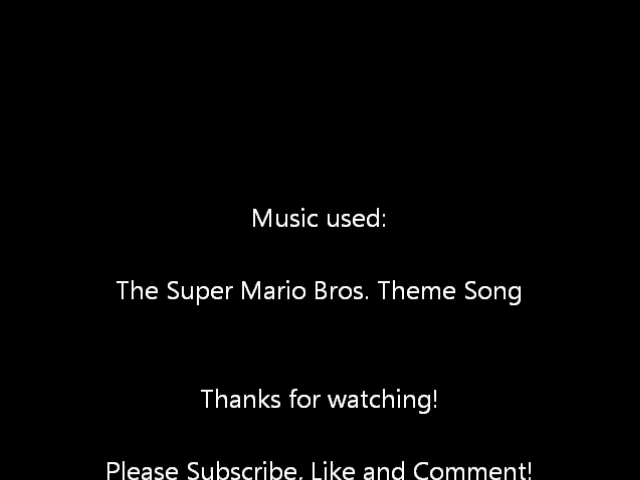 Music used:
The Super Mario Bros. Theme Song
Thanks for watching!
Please Subscribe, Like and Comment!